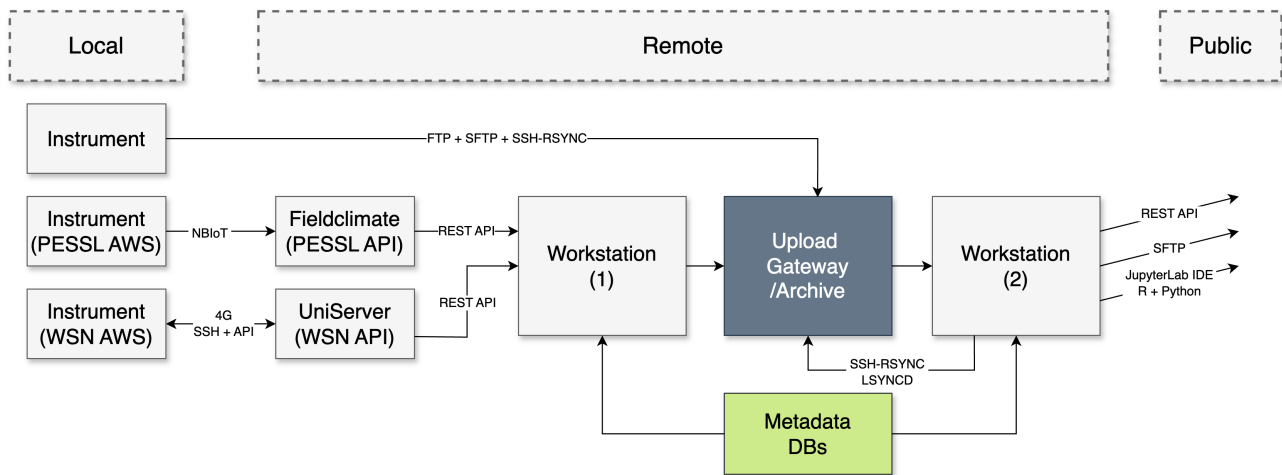 Local
Remote
Public
Instrument
FTP + SFTP + SSH-RSYNC
Instrument
(PESSL AWS)
NBIoT
Fieldclimate
(PESSL API)
REST API
Workstation
(1)
Upload
Gateway
/Archive
Workstation
(2)
REST API
SFTP
JupyterLab IDE
R + Python
Instrument
(WSN AWS)
4G
SSH + API
UniServer
(WSN API)
REST API
SSH-RSYNC
LSYNCD
Metadata
DBs